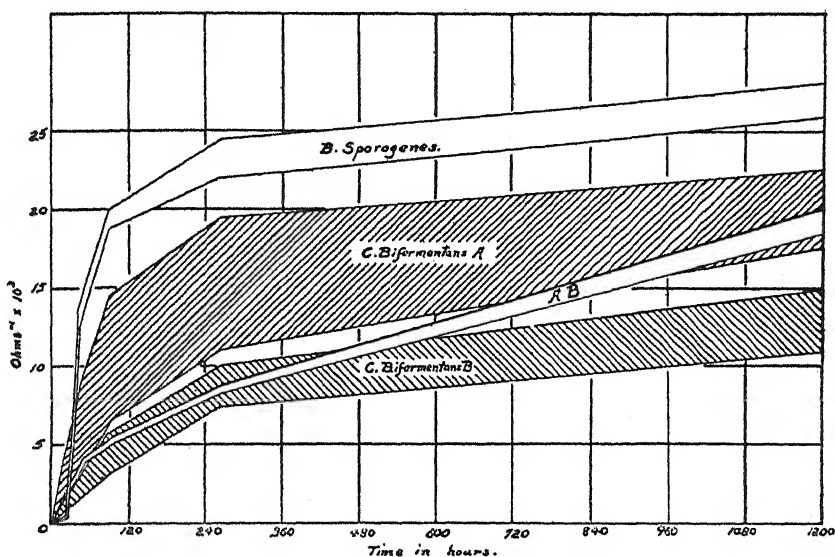 25
20
15
10
5
0
Ohms⁻¹ x 10³
B. Sporogenes.
C. Bifermentans A
A B
C. Bifermentans B
120 240 360 480 600 720 840 960 1080 1200
Time in hours.